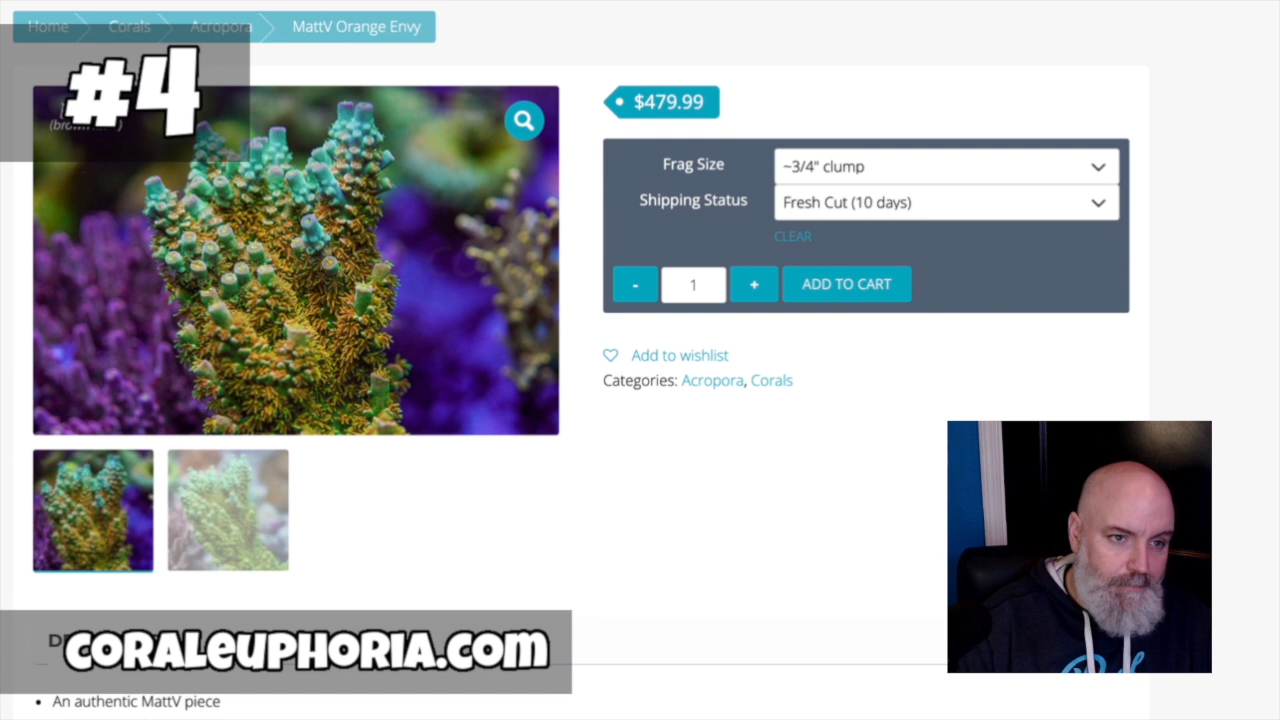 Home Corals Acropora MattV Orange Envy
#4
$479.99
Frag Size ~3/4" clump
Shipping Status Fresh Cut (10 days)
CLEAR
- 1 + ADD TO CART
Add to wishlist
Categories: Acropora, Corals
CORALEUPHORIA.COM
An authentic MattV piece